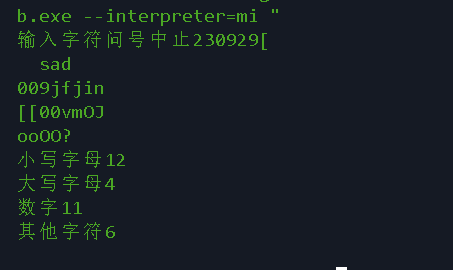 b.exe --interpreter=mi "
输入字符问号中止230929[
  sad
009jfjin
[[00vmOJ
ooOO?
小写字母12
大写字母4
数字11
其他字符6